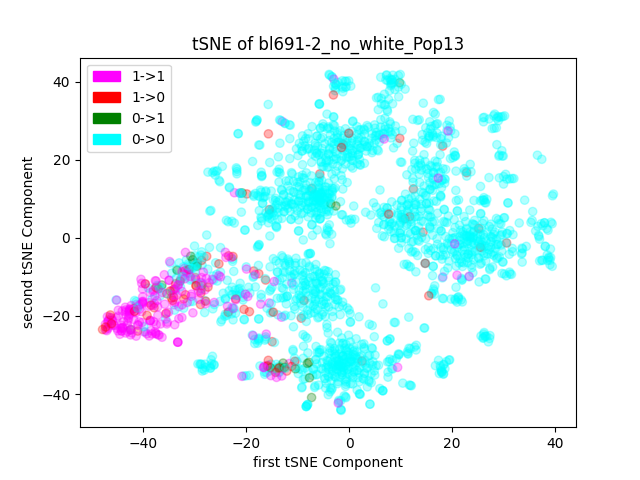 tSNE of bl691-2_no_white_Pop13
1->1
1->0
0->1
0->0
40
20
0
−20
−40
second tSNE Component
−40 −20 0 20 40
first tSNE Component